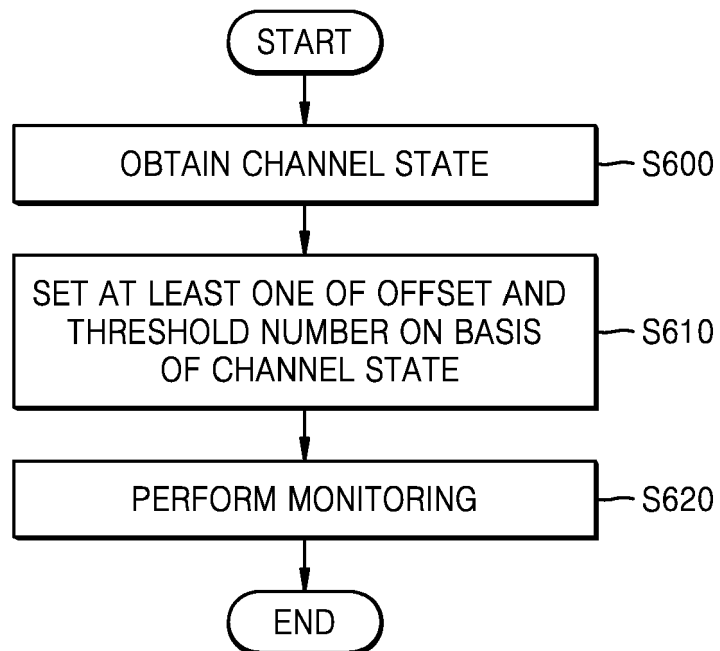 START
OBTAIN CHANNEL STATE
S600
SET AT LEAST ONE OF OFFSET AND
THRESHOLD NUMBER ON BASIS
OF CHANNEL STATE
S610
PERFORM MONITORING
S620
END